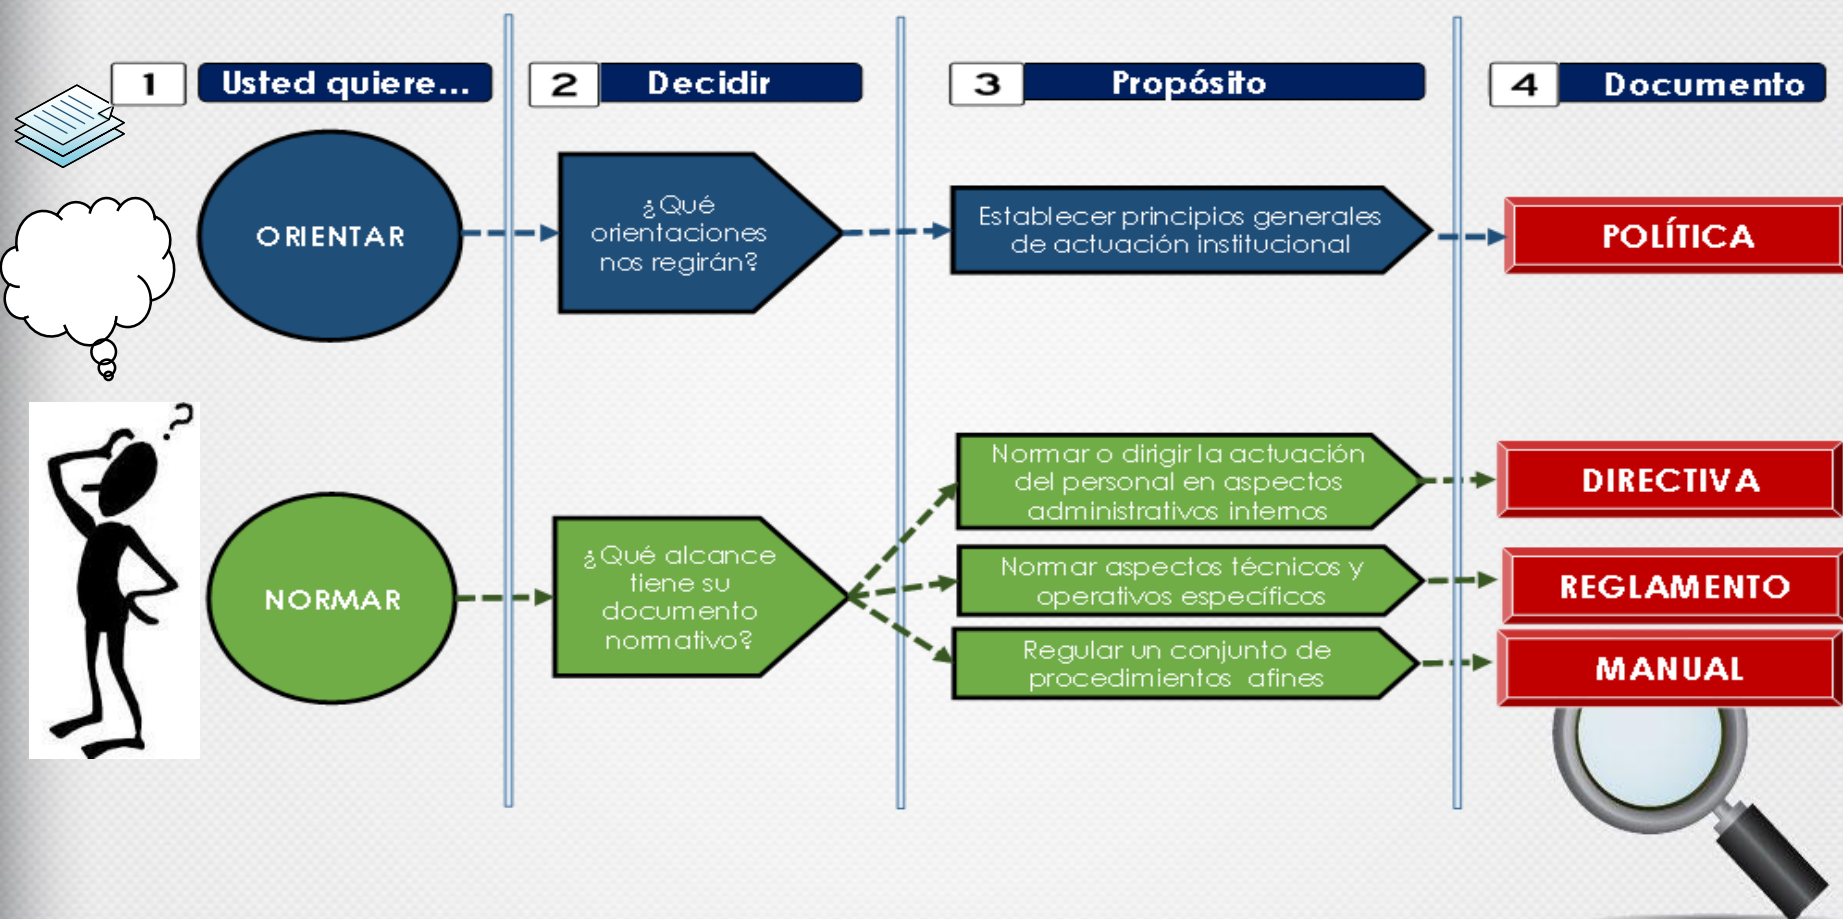 1 Usted quiere...
2 Decidir
3 Propósito
4 Documento
ORIENTAR
¿Qué
orientaciones
nos regirán?
Establecer principios generales
de actuación institucional
POLÍTICA
?
NORMAR
¿Qué alcance
tiene su
documento
normativo?
Normar o dirigir la actuación
del personal en aspectos
administrativos internos
DIRECTIVA
Normar aspectos técnicos y
operativos específicos
REGLAMENTO
Regular un conjunto de
procedimientos afines
MANUAL